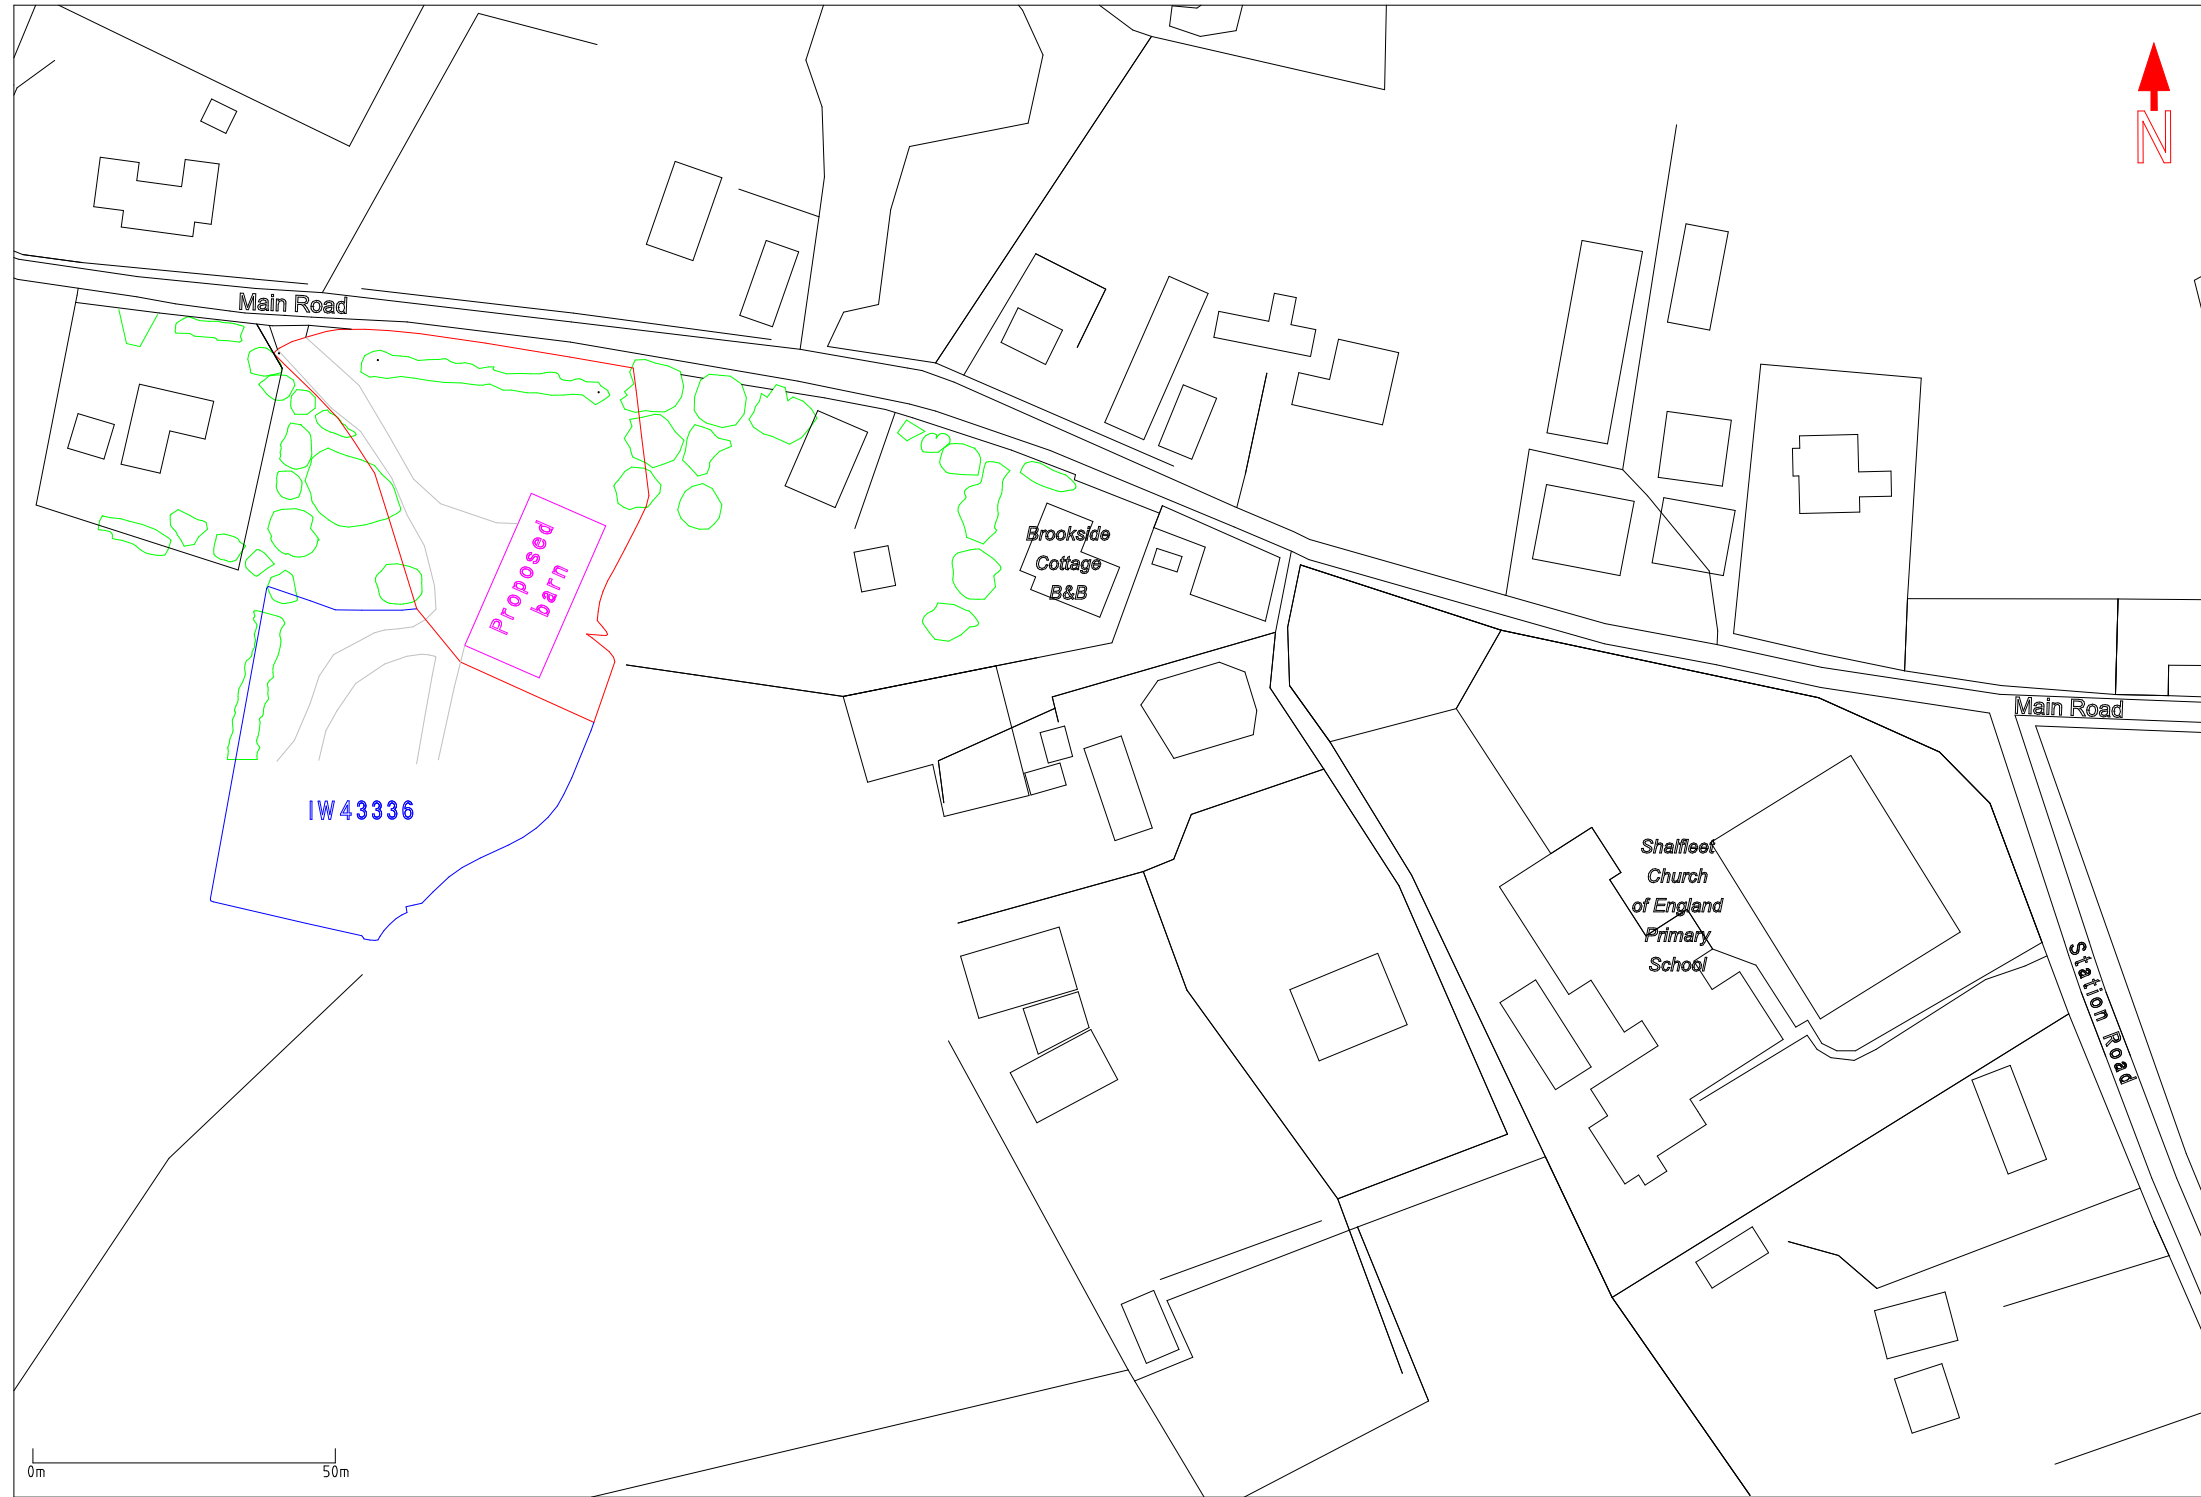 N
Main Road
Proposed
barn
Brookside
Cottage
B&B
Main Road
IW43336
Shalfleet
Church
of England
Primary
School
Station Road
0m
50m